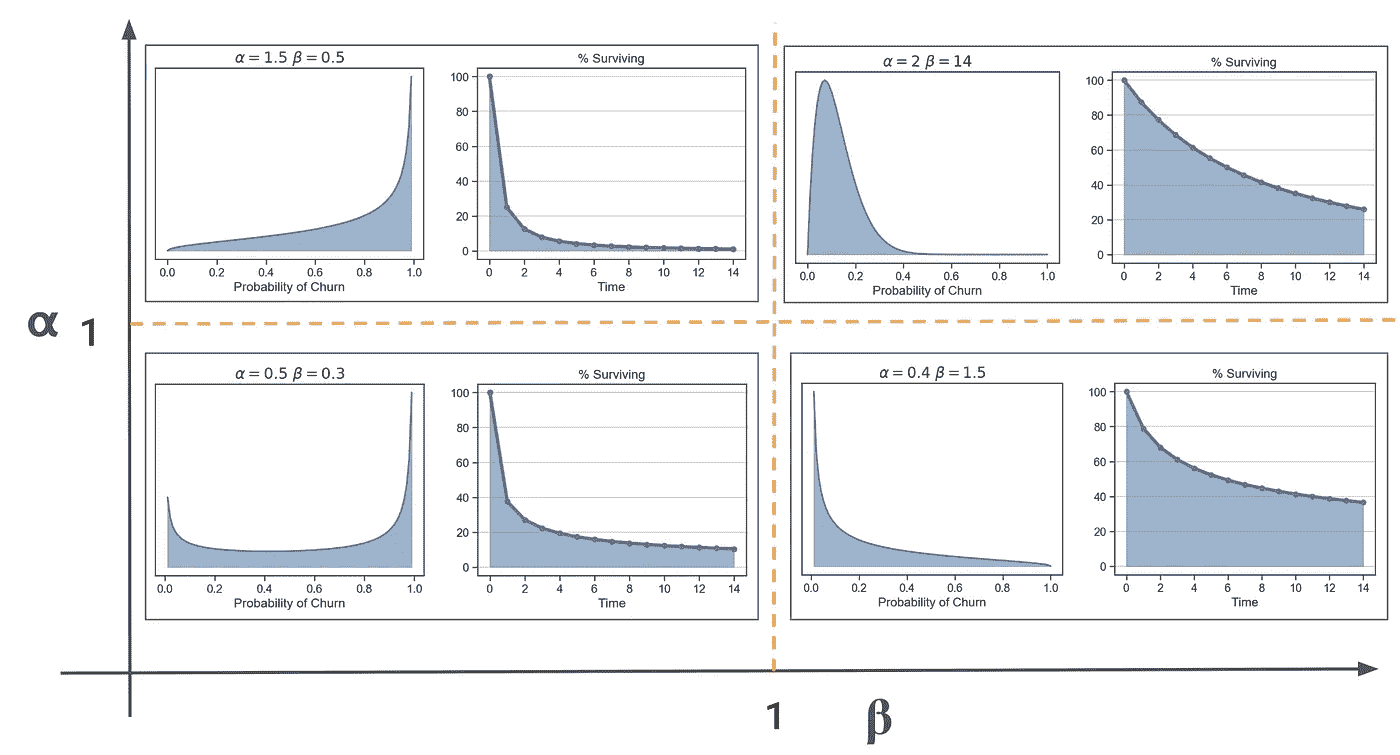 α = 1.5 β = 0.5
% Surviving
100
80
60
40
20
0
0.0 0.2 0.4 0.6 0.8 1.0
Probability of Churn
0 2 4 6 8 10 12 14
Time
α = 2 β = 14
% Surviving
100
80
60
40
20
0
0.0 0.2 0.4 0.6 0.8 1.0
Probability of Churn
0 2 4 6 8 10 12 14
Time
α 1
α = 0.5 β = 0.3
% Surviving
100
80
60
40
20
0
0.0 0.2 0.4 0.6 0.8 1.0
Probability of Churn
0 2 4 6 8 10 12 14
Time
α = 0.4 β = 1.5
% Surviving
100
80
60
40
20
0
0.0 0.2 0.4 0.6 0.8 1.0
Probability of Churn
0 2 4 6 8 10 12 14
Time
1 β